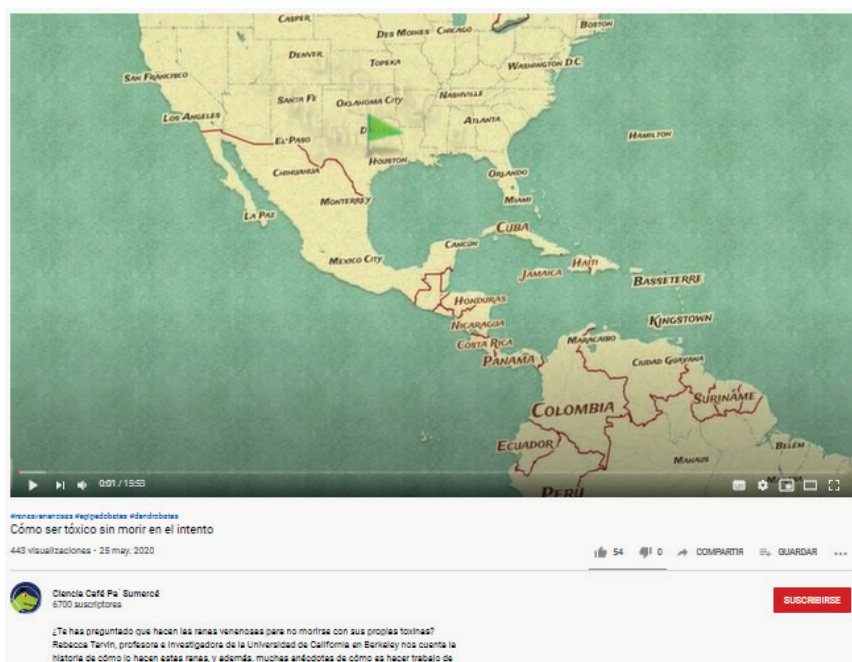 CASPER
DES MOINES CHICAGO
BOSTON
DENVER
TOPEKA
WASHINGTON D.C.
SAN FRANCISCO
SANTA FE
OKLAHOMA CITY
NASHVILLE
LOS ANGELES
ATLANTA
HAMILTON
EL PASO
HOUSTON
CHIHUAHUA
ORLANDO
MONTERREY
MIAMI
LA PAZ
CUBA
CANCÚN
MEXICO CITY
HAITI
JAMAICA
BASSETERRE
HONDURAS
NICARAGUA
KINGSTOWN
COSTA RICA
MARACAIBO
PANAMA
CIUDAD GUAYANA
SURINAME
COLOMBIA
ECUADOR
BELÉM
MANAUS
PERU
0:01 / 15:53
#ranasvenenosas #epipedobates #dendrobates
Cómo ser tóxico sin morir en el intento
443 visualizaciones - 25 may. 2020
54 0 COMPARTIR GUARDAR
Ciencia Café Pa´ Sumercé
6700 suscriptores
SUSCRIBIRSE
¿Te has preguntado que hacen las ranas venenosas para no morirse con sus propias toxinas?
Rebecca Tarvin, profesora e investigadora de la Universidad de California en Berkeley nos cuenta la
historia de cómo lo hacen estas ranas, y además, muchas anécdotas de cómo es hacer trabajo de